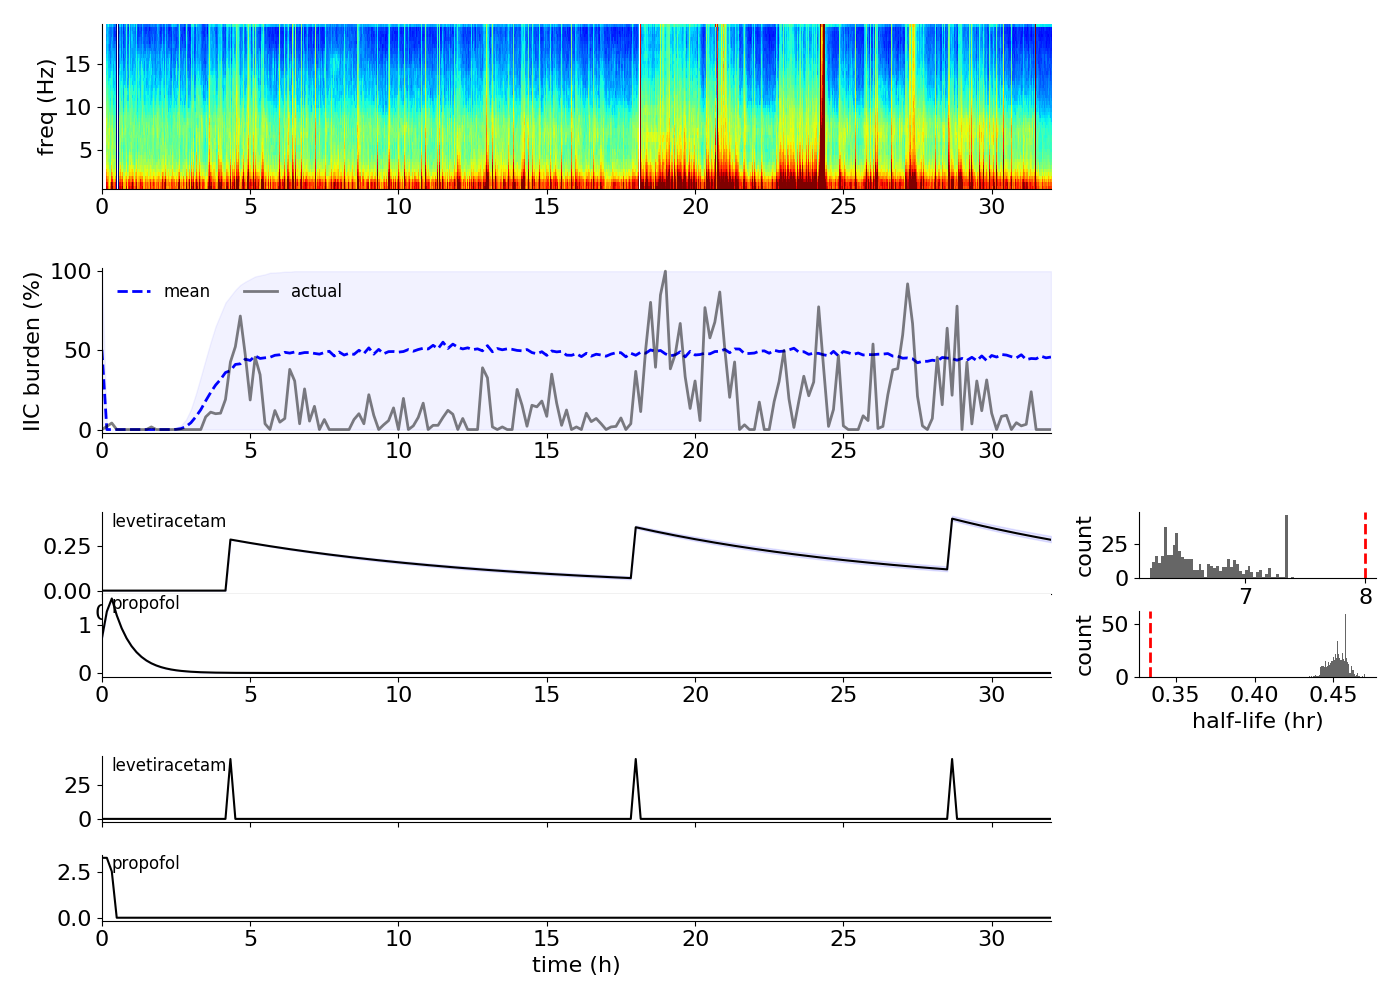 freq (Hz)
15
10
5
0 5 10 15 20 25 30
IIC burden (%)
100
50
0
mean actual
0 5 10 15 20 25 30
levetiracetam
0.25
0.00
0
count
25
0
7 8
propofol
1
0
0 5 10 15 20 25 30
count
50
0
0.35 0.40 0.45
half-life (hr)
levetiracetam
25
0
propofol
2.5
0.0
0 5 10 15 20 25 30
time (h)